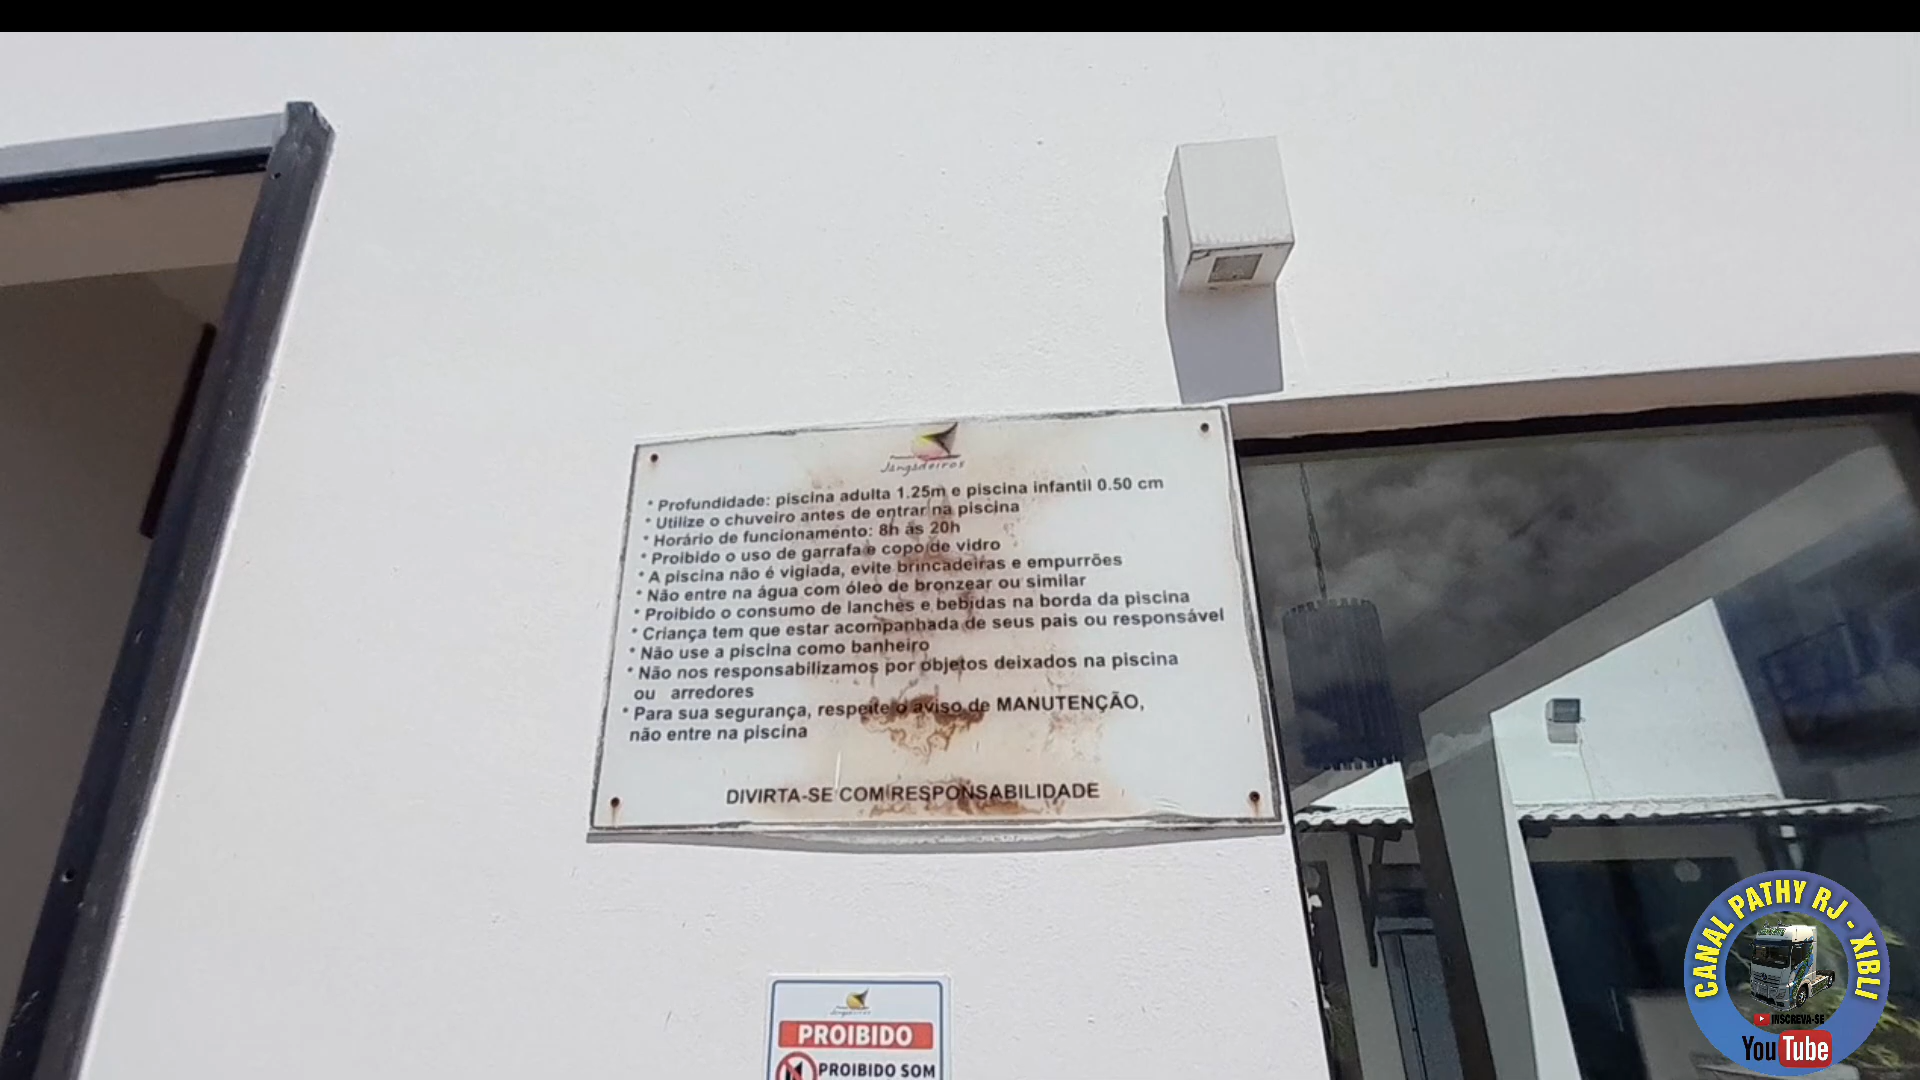 Jangadeiros
* Profundidade: piscina adulta 1.25m e piscina infantil 0.50 cm
* Utilize o chuveiro antes de entrar na piscina
* Horário de funcionamento: 8h ás 20h
* Proibido o uso de garrafa e copo de vidro
* A piscina não é vigiada, evite brincadeiras e empurrões
* Não entre na água com óleo de bronzear ou similar
* Proibido o consumo de lanches e bebidas na borda da piscina
* Criança tem que estar acompanhada de seus pais ou responsável
* Não use a piscina como banheiro
* Não nos responsabilizamos por objetos deixados na piscina
ou arredores
* Para sua segurança, respeite o aviso de MANUTENÇÃO,
não entre na piscina
DIVIRTA-SE COM RESPONSABILIDADE
Jangadeiros
PROIBIDO
PROIBIDO SOM
CANAL PATHY RJ - XIBLI
INSCREVA-SE
YouTube